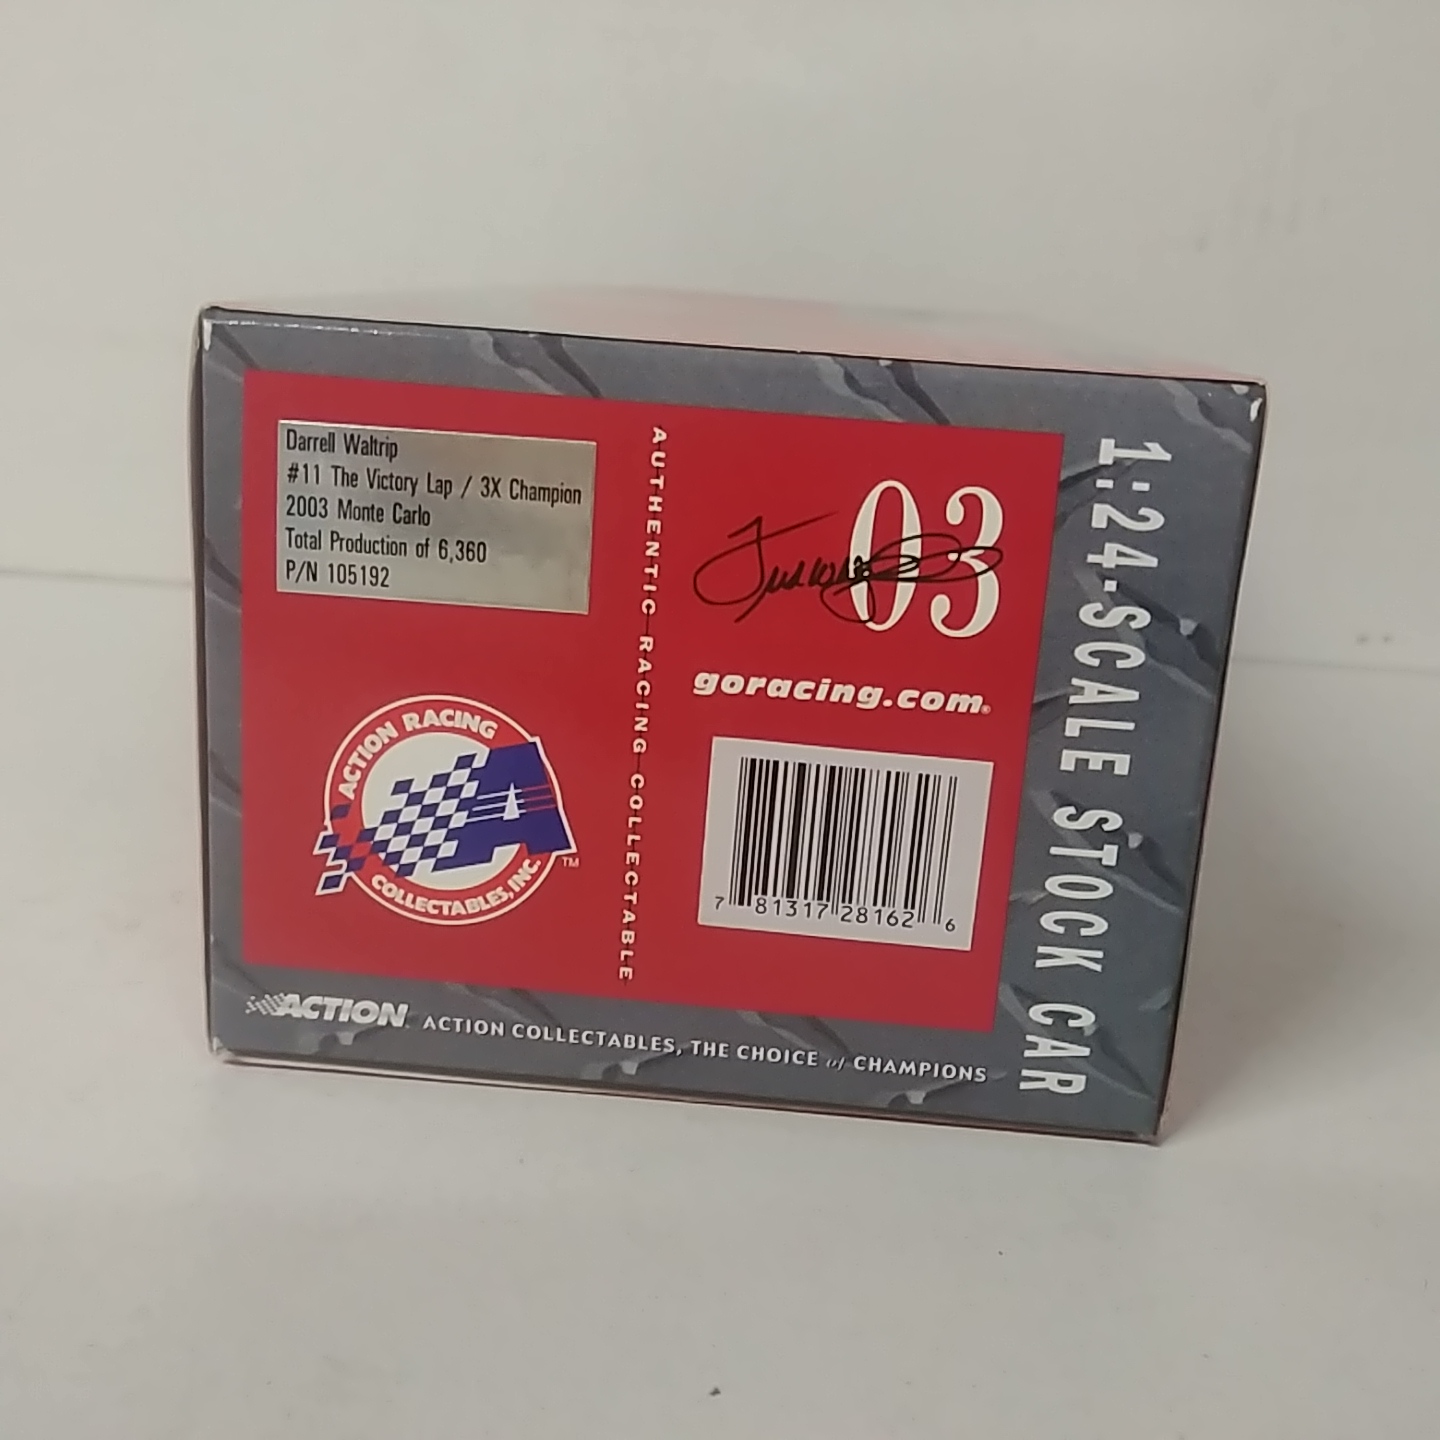 Darrell Waltrip
#11 The Victory Lap / 3X Champion
2003 Monte Carlo
Total Production of 6,360
P/N 105192
AUTHENTIC RACING COLLECTABLE
03
goracing.com®
7 81317 28162 6
ACTION RACING
COLLECTABLES, INC.
TM
1:24-SCALE STOCK CAR
ACTION
ACTION COLLECTABLES, THE CHOICE of CHAMPIONS